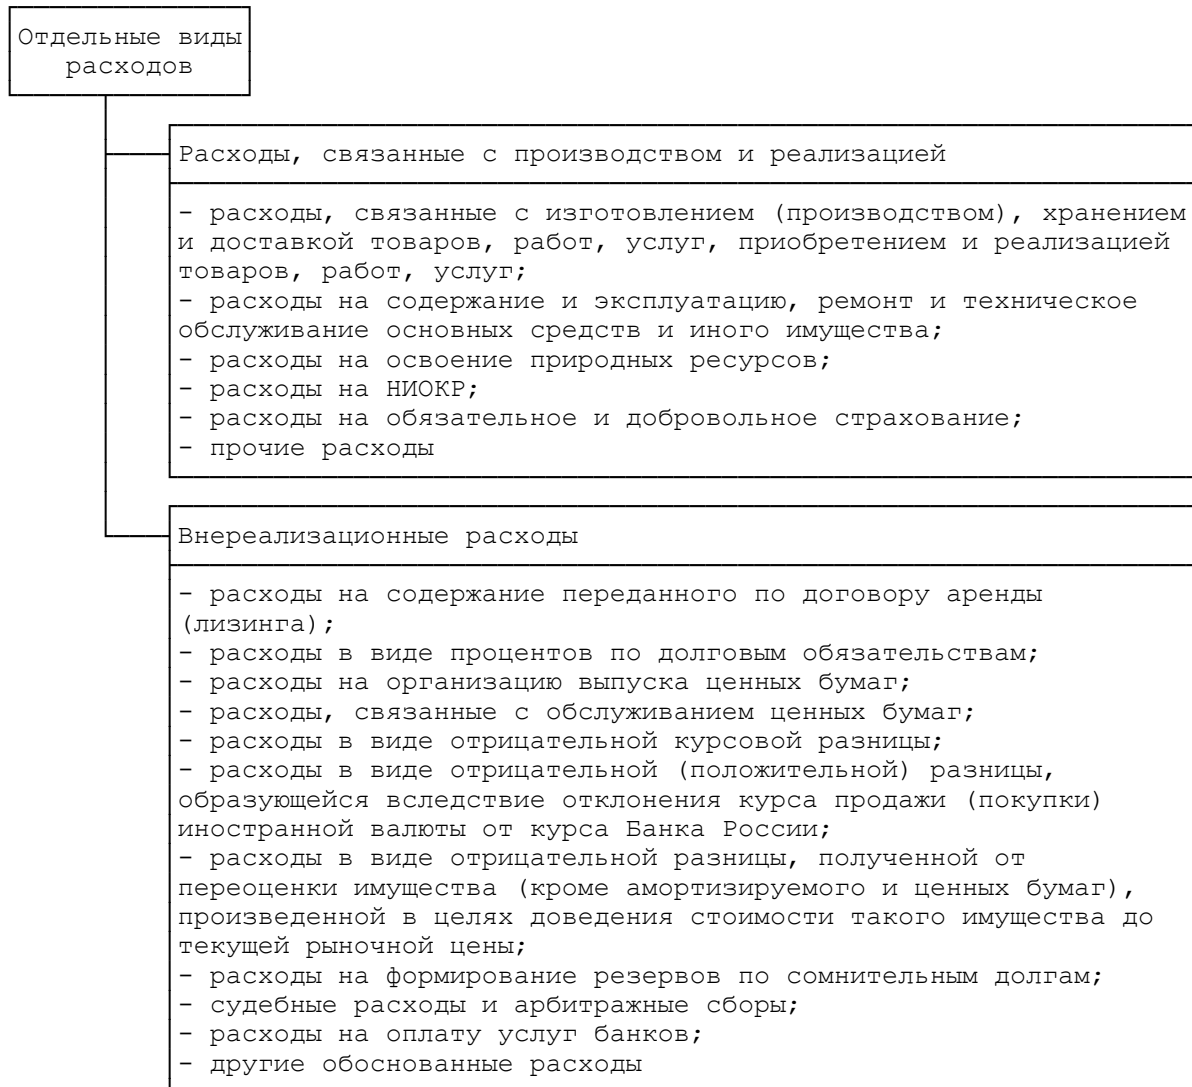 Отдельные виды
расходов
Расходы, связанные с производством и реализацией
- расходы, связанные с изготовлением (производством), хранением
и доставкой товаров, работ, услуг, приобретением и реализацией
товаров, работ, услуг;
- расходы на содержание и эксплуатацию, ремонт и техническое
обслуживание основных средств и иного имущества;
- расходы на освоение природных ресурсов;
- расходы на НИОКР;
- расходы на обязательное и добровольное страхование;
- прочие расходы
Внереализационные расходы
- расходы на содержание переданного по договору аренды
(лизинга);
- расходы в виде процентов по долговым обязательствам;
- расходы на организацию выпуска ценных бумаг;
- расходы, связанные с обслуживанием ценных бумаг;
- расходы в виде отрицательной курсовой разницы;
- расходы в виде отрицательной (положительной) разницы,
образующейся вследствие отклонения курса продажи (покупки)
иностранной валюты от курса Банка России;
- расходы в виде отрицательной разницы, полученной от
переоценки имущества (кроме амортизируемого и ценных бумаг),
произведенной в целях доведения стоимости такого имущества до
текущей рыночной цены;
- расходы на формирование резервов по сомнительным долгам;
- судебные расходы и арбитражные сборы;
- расходы на оплату услуг банков;
- другие обоснованные расходы